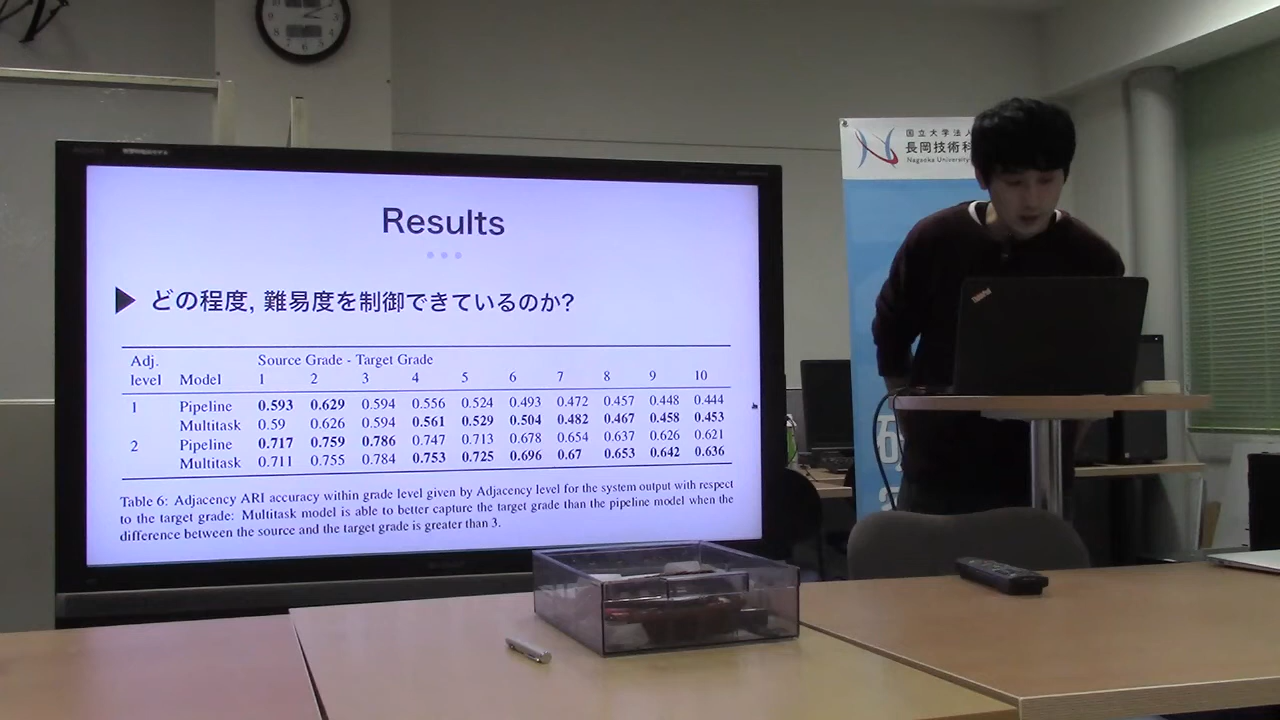 Results
どの程度, 難易度を制御できているのか?
Adj. Source Grade - Target Grade
level Model 1 2 3 4 5 6 7 8 9 10
1 Pipeline 0.593 0.629 0.594 0.556 0.524 0.493 0.472 0.457 0.448 0.444
Multitask 0.59 0.626 0.594 0.561 0.529 0.504 0.482 0.467 0.458 0.453
2 Pipeline 0.717 0.759 0.786 0.747 0.713 0.678 0.654 0.637 0.626 0.621
Multitask 0.711 0.755 0.784 0.753 0.725 0.696 0.67 0.653 0.642 0.636
Table 6: Adjacency ARI accuracy within grade level given by Adjacency level for the system output with respect
to the target grade: Multitask model is able to better capture the target grade than the pipeline model when the
difference between the source and the target grade is greater than 3.
国立大学法人
長岡技術科
Nagaoka University
ThinkPad